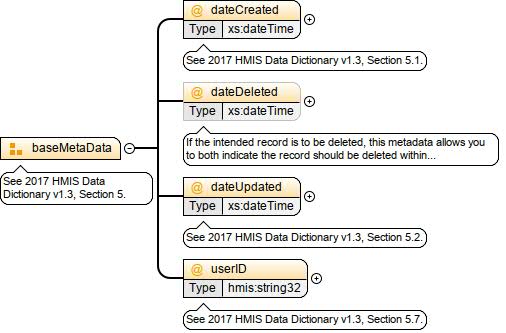 @ dateCreated
Type xs:dateTime
See 2017 HMIS Data Dictionary v1.3, Section 5.1.
@ dateDeleted
Type xs:dateTime
If the intended record is to be deleted, this metadata allows you
to both indicate the record should be deleted within...
baseMetaData
See 2017 HMIS Data
Dictionary v1.3, Section 5.
@ dateUpdated
Type xs:dateTime
See 2017 HMIS Data Dictionary v1.3, Section 5.2.
@ userID
Type hmis:string32
See 2017 HMIS Data Dictionary v1.3, Section 5.7.